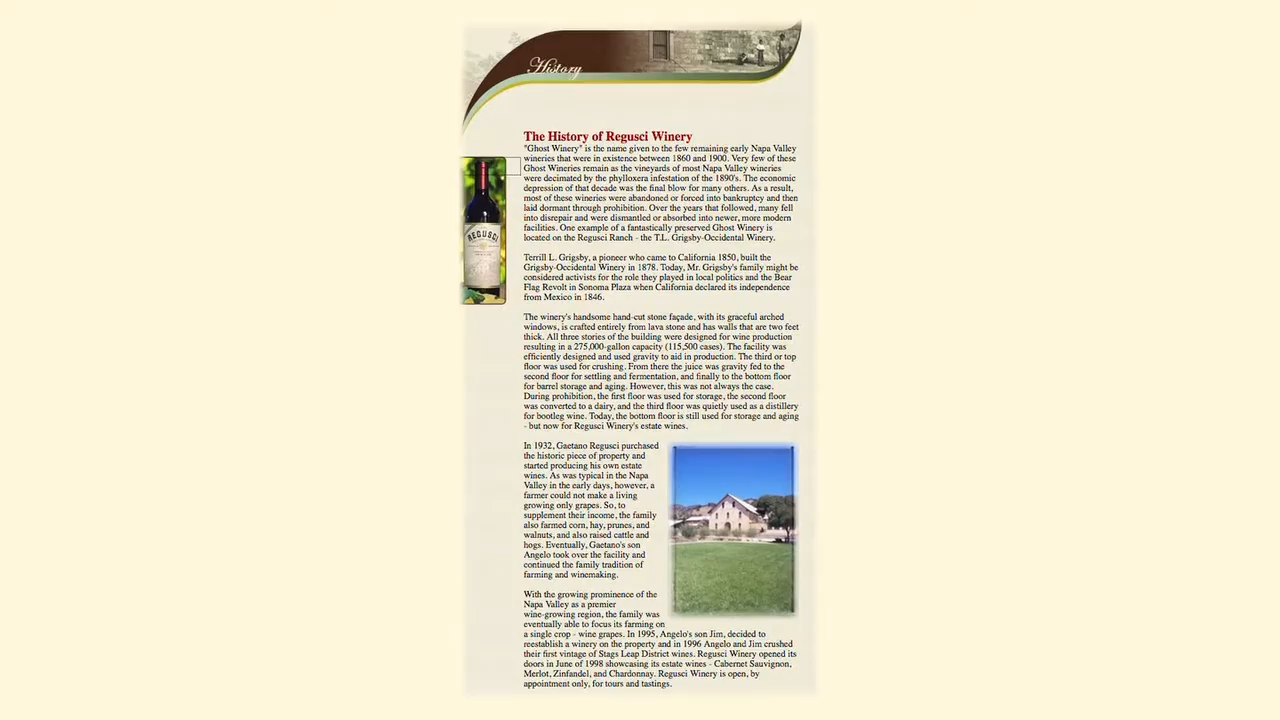 History
The History of Regusci Winery
"Ghost Winery" is the name given to the few remaining early Napa Valley
wineries that were in existence between 1860 and 1900. Very few of these
Ghost Wineries remain as the vineyards of most Napa Valley wineries
were decimated by the phylloxera infestation of the 1890's. The economic
depression of that decade was the final blow for many others. As a result,
most of these wineries were abandoned or forced into bankruptcy and then
laid dormant through prohibition. Over the years that followed, many fell
into disrepair and were dismantled or absorbed into newer, more modern
facilities. One example of a fantastically preserved Ghost Winery is
located on the Regusci Ranch - the T.L. Grigsby-Occidental Winery.
REGUSCI
Terrill L. Grigsby, a pioneer who came to California 1850, built the
Grigsby-Occidental Winery in 1878. Today, Mr. Grigsby's family might be
considered activists for the role they played in local politics and the Bear
Flag Revolt in Sonoma Plaza when California declared its independence
from Mexico in 1846.
The winery's handsome hand-cut stone façade, with its graceful arched
windows, is crafted entirely from lava stone and has walls that are two feet
thick. All three stories of the building were designed for wine production
resulting in a 275,000-gallon capacity (115,500 cases). The facility was
efficiently designed and used gravity to aid in production. The third or top
floor was used for crushing. From there the juice was gravity fed to the
second floor for settling and fermentation, and finally to the bottom floor
for barrel storage and aging. However, this was not always the case.
During prohibition, the first floor was used for storage, the second floor
was converted to a dairy, and the third floor was quietly used as a distillery
for bootleg wine. Today, the bottom floor is still used for storage and aging
- but now for Regusci Winery's estate wines.
In 1932, Gaetano Regusci purchased
the historic piece of property and
started producing his own estate
wines. As was typical in the Napa
Valley in the early days, however, a
farmer could not make a living
growing only grapes. So, to
supplement their income, the family
also farmed corn, hay, prunes, and
walnuts, and also raised cattle and
hogs. Eventually, Gaetano's son
Angelo took over the facility and
continued the family tradition of
farming and winemaking.
With the growing prominence of the
Napa Valley as a premier
wine-growing region, the family was
eventually able to focus its farming on
a single crop - wine grapes. In 1995, Angelo's son Jim, decided to
reestablish a winery on the property and in 1996 Angelo and Jim crushed
their first vintage of Stags Leap District wines. Regusci Winery opened its
doors in June of 1998 showcasing its estate wines - Cabernet Sauvignon,
Merlot, Zinfandel, and Chardonnay. Regusci Winery is open, by
appointment only, for tours and tastings.